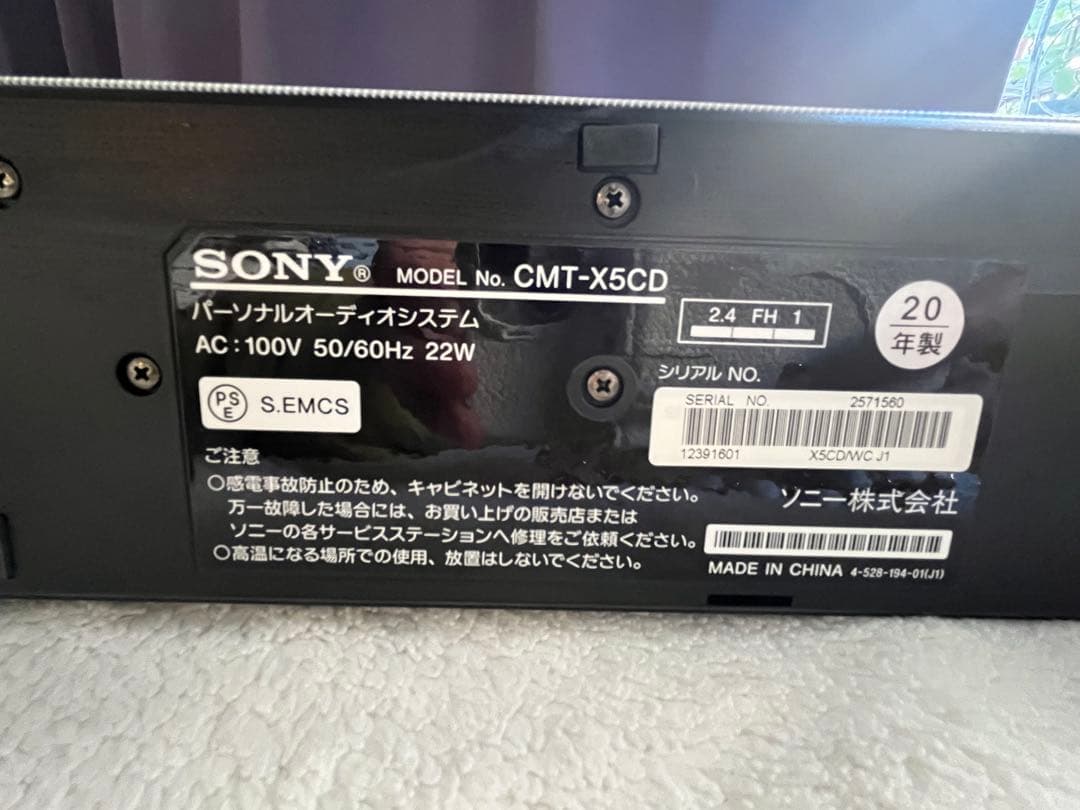 SONY® MODEL No. CMT-X5CD
パーソナルオーディオシステム
AC : 100V 50/60Hz 22W
2.4 FH 1
20
年製
PSE S.EMCS
シリアル NO.
SERIAL NO. 2571560
12391601 X5CD/WC J1
ご注意
○感電事故防止のため、キャビネットを開けないでください。
万一故障した場合には、お買い上げの販売店または
ソニーの各サービスステーションへ修理をご依頼ください。
○高温になる場所での使用、放置はしないでください。
ソニー株式会社
MADE IN CHINA 4-528-194-01(J1)